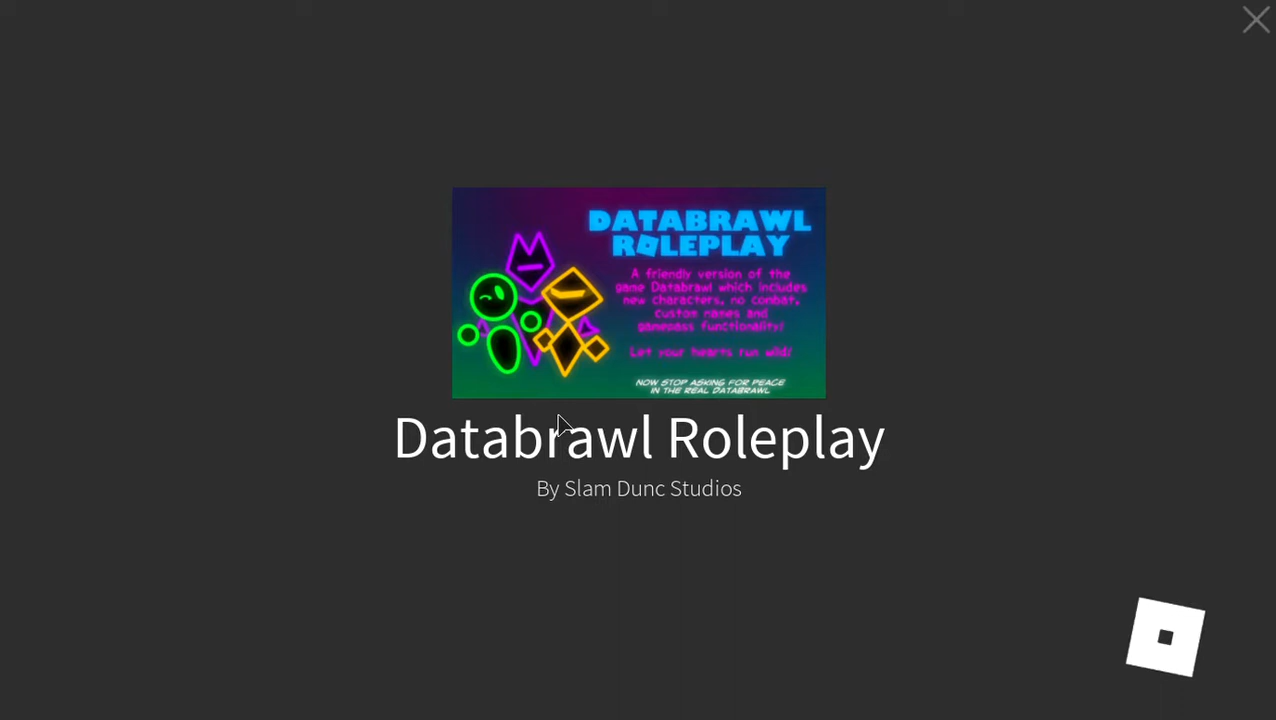 DATABRAWL
ROLEPLAY
A friendly version of the
game Databrawl which includes
new characters, no combat,
custom names and
gamepass functionality!
Let your hearts run wild!
NOW STOP ASKING FOR PEACE
IN THE REAL DATABRAWL
Databrawl Roleplay
By Slam Dunc Studios